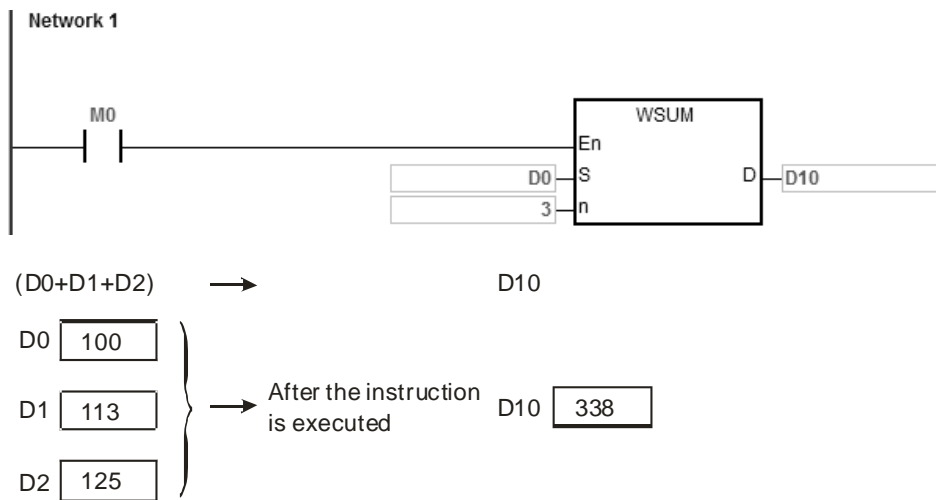 Network 1
M0
WSUM
En
D0 S D D10
3 n
(D0+D1+D2) D10
D0 100
D1 113
After the instruction
is executed
D10 338
D2 125